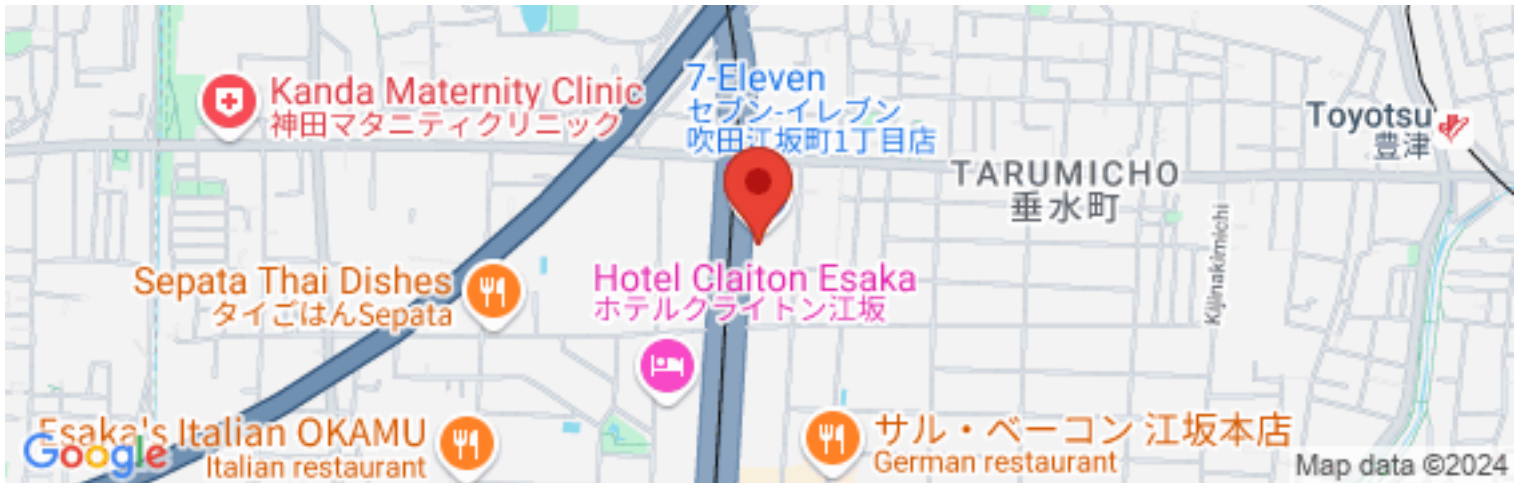 Kanda Maternity Clinic
神田マタニティクリニック
7-Eleven
セブン-イレブン
吹田江坂町1丁目店
Toyotsu
豊津
TARUMICHO
垂水町
Kijinakimichi
Sepata Thai Dishes
タイごはんSepata
Hotel Claiton Esaka
ホテルクライトン江坂
Esaka's Italian OKAMU
Italian restaurant
サル・ベーコン 江坂本店
German restaurant
Google
Map data ©2024